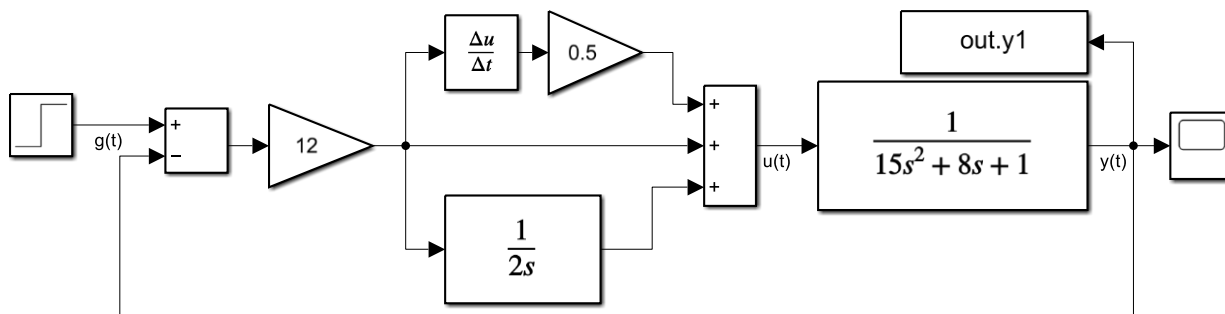 out.y1
Δu
Δt
0.5
g(t)
+
−
12
+
+
+
u(t)
1
15s² + 8s + 1
y(t)
1
2s